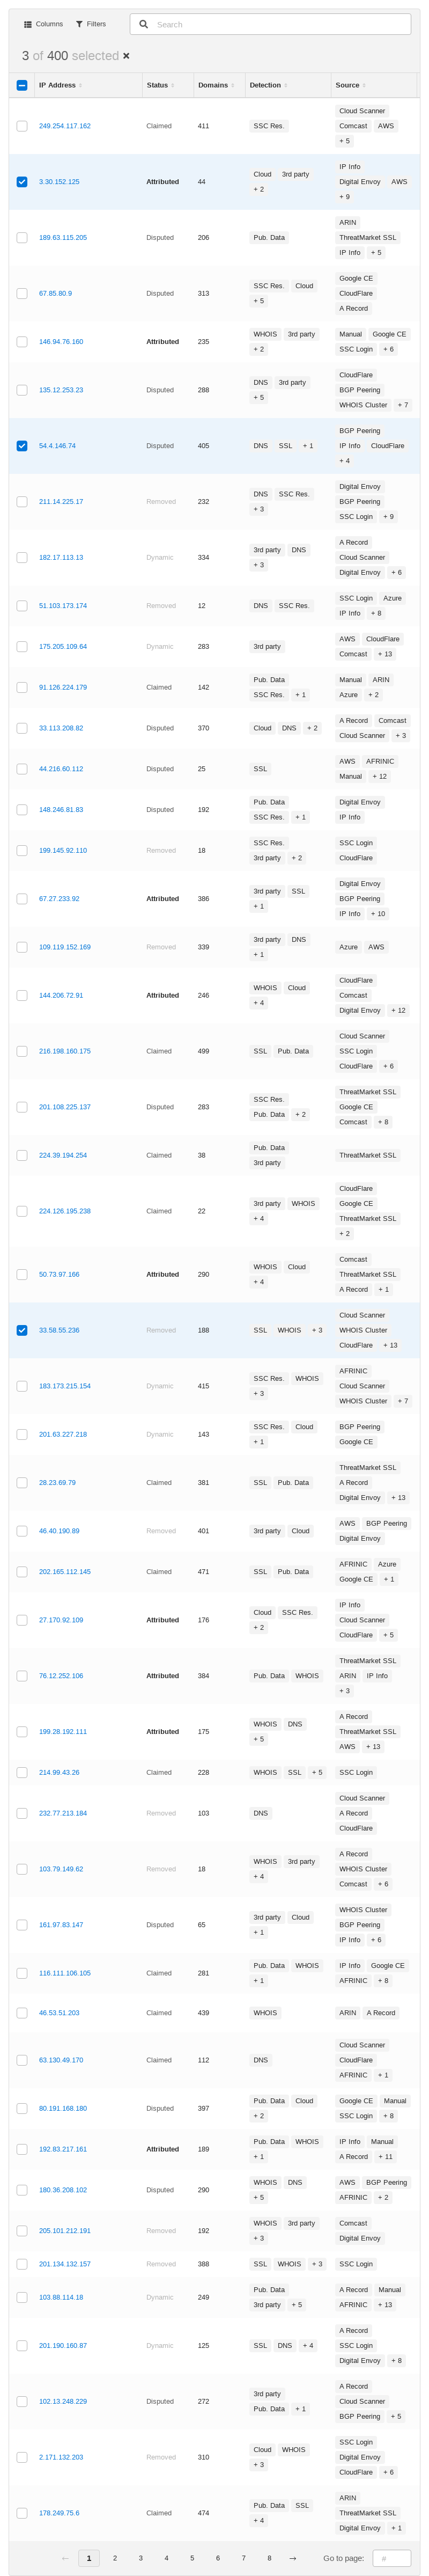 Columns Filters Search
3 of 400 selected ×
IP Address Status Domains Detection Source
Cloud Scanner
249.254.117.162 Claimed 411 SSC Res. Comcast AWS
+ 5
IP Info
Cloud 3rd party
3.30.152.125 Attributed 44 Digital Envoy AWS
+ 2
+ 9
ARIN
189.63.115.205 Disputed 206 Pub. Data ThreatMarket SSL
IP Info + 5
Google CE
SSC Res. Cloud
67.85.80.9 Disputed 313 CloudFlare
+ 5
A Record
WHOIS 3rd party Manual Google CE
146.94.76.160 Attributed 235
+ 2 SSC Login + 6
CloudFlare
DNS 3rd party
135.12.253.23 Disputed 288 BGP Peering
+ 5
WHOIS Cluster + 7
BGP Peering
54.4.146.74 Disputed 405 DNS SSL + 1 IP Info CloudFlare
+ 4
Digital Envoy
DNS SSC Res.
211.14.225.17 Removed 232 BGP Peering
+ 3
SSC Login + 9
A Record
3rd party DNS
182.17.113.13 Dynamic 334 Cloud Scanner
+ 3
Digital Envoy + 6
SSC Login Azure
51.103.173.174 Removed 12 DNS SSC Res.
IP Info + 8
AWS CloudFlare
175.205.109.64 Dynamic 283 3rd party
Comcast + 13
Pub. Data Manual ARIN
91.126.224.179 Claimed 142
SSC Res. + 1 Azure + 2
A Record Comcast
33.113.208.82 Disputed 370 Cloud DNS + 2
Cloud Scanner + 3
AWS AFRINIC
44.216.60.112 Disputed 25 SSL
Manual + 12
Pub. Data Digital Envoy
148.246.81.83 Disputed 192
SSC Res. + 1 IP Info
SSC Res. SSC Login
199.145.92.110 Removed 18
3rd party + 2 CloudFlare
Digital Envoy
3rd party SSL
67.27.233.92 Attributed 386 BGP Peering
+ 1
IP Info + 10
3rd party DNS
109.119.152.169 Removed 339 Azure AWS
+ 1
CloudFlare
WHOIS Cloud
144.206.72.91 Attributed 246 Comcast
+ 4
Digital Envoy + 12
Cloud Scanner
216.198.160.175 Claimed 499 SSL Pub. Data SSC Login
CloudFlare + 6
ThreatMarket SSL
SSC Res.
201.108.225.137 Disputed 283 Google CE
Pub. Data + 2
Comcast + 8
Pub. Data
224.39.194.254 Claimed 38 ThreatMarket SSL
3rd party
CloudFlare
3rd party WHOIS Google CE
224.126.195.238 Claimed 22
+ 4 ThreatMarket SSL
+ 2
Comcast
WHOIS Cloud
50.73.97.166 Attributed 290 ThreatMarket SSL
+ 4
A Record + 1
Cloud Scanner
33.58.55.236 Removed 188 SSL WHOIS + 3 WHOIS Cluster
CloudFlare + 13
AFRINIC
SSC Res. WHOIS
183.173.215.154 Dynamic 415 Cloud Scanner
+ 3
WHOIS Cluster + 7
SSC Res. Cloud BGP Peering
201.63.227.218 Dynamic 143
+ 1 Google CE
ThreatMarket SSL
28.23.69.79 Claimed 381 SSL Pub. Data A Record
Digital Envoy + 13
AWS BGP Peering
46.40.190.89 Removed 401 3rd party Cloud
Digital Envoy
AFRINIC Azure
202.165.112.145 Claimed 471 SSL Pub. Data
Google CE + 1
IP Info
Cloud SSC Res.
27.170.92.109 Attributed 176 Cloud Scanner
+ 2
CloudFlare + 5
ThreatMarket SSL
76.12.252.106 Attributed 384 Pub. Data WHOIS ARIN IP Info
+ 3
A Record
WHOIS DNS
199.28.192.111 Attributed 175 ThreatMarket SSL
+ 5
AWS + 13
214.99.43.26 Claimed 228 WHOIS SSL + 5 SSC Login
Cloud Scanner
232.77.213.184 Removed 103 DNS A Record
CloudFlare
A Record
WHOIS 3rd party
103.79.149.62 Removed 18 WHOIS Cluster
+ 4
Comcast + 6
WHOIS Cluster
3rd party Cloud
161.97.83.147 Disputed 65 BGP Peering
+ 1
IP Info + 6
Pub. Data WHOIS IP Info Google CE
116.111.106.105 Claimed 281
+ 1 AFRINIC + 8
46.53.51.203 Claimed 439 WHOIS ARIN A Record
Cloud Scanner
63.130.49.170 Claimed 112 DNS CloudFlare
AFRINIC + 1
Pub. Data Cloud Google CE Manual
80.191.168.180 Disputed 397
+ 2 SSC Login + 8
Pub. Data WHOIS IP Info Manual
192.83.217.161 Attributed 189
+ 1 A Record + 11
WHOIS DNS AWS BGP Peering
180.36.208.102 Disputed 290
+ 5 AFRINIC + 2
WHOIS 3rd party Comcast
205.101.212.191 Removed 192
+ 3 Digital Envoy
201.134.132.157 Removed 388 SSL WHOIS + 3 SSC Login
Pub. Data A Record Manual
103.88.114.18 Dynamic 249
3rd party + 5 AFRINIC + 13
A Record
201.190.160.87 Dynamic 125 SSL DNS + 4 SSC Login
Digital Envoy + 8
A Record
3rd party
102.13.248.229 Disputed 272 Cloud Scanner
Pub. Data + 1
BGP Peering + 5
SSC Login
Cloud WHOIS
2.171.132.203 Removed 310 Digital Envoy
+ 3
CloudFlare + 6
ARIN
Pub. Data SSL
178.249.75.6 Claimed 474 ThreatMarket SSL
+ 4
Digital Envoy + 1
← 1 2 3 4 5 6 7 8 → Go to page: #